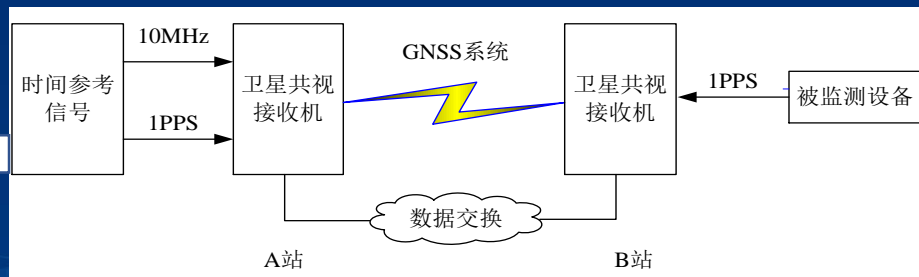 10MHz
GNSS系统
时间参考
信号
卫星共视
接收机
卫星共视
接收机
1PPS
被监测设备
1PPS
数据交换
A站
B站